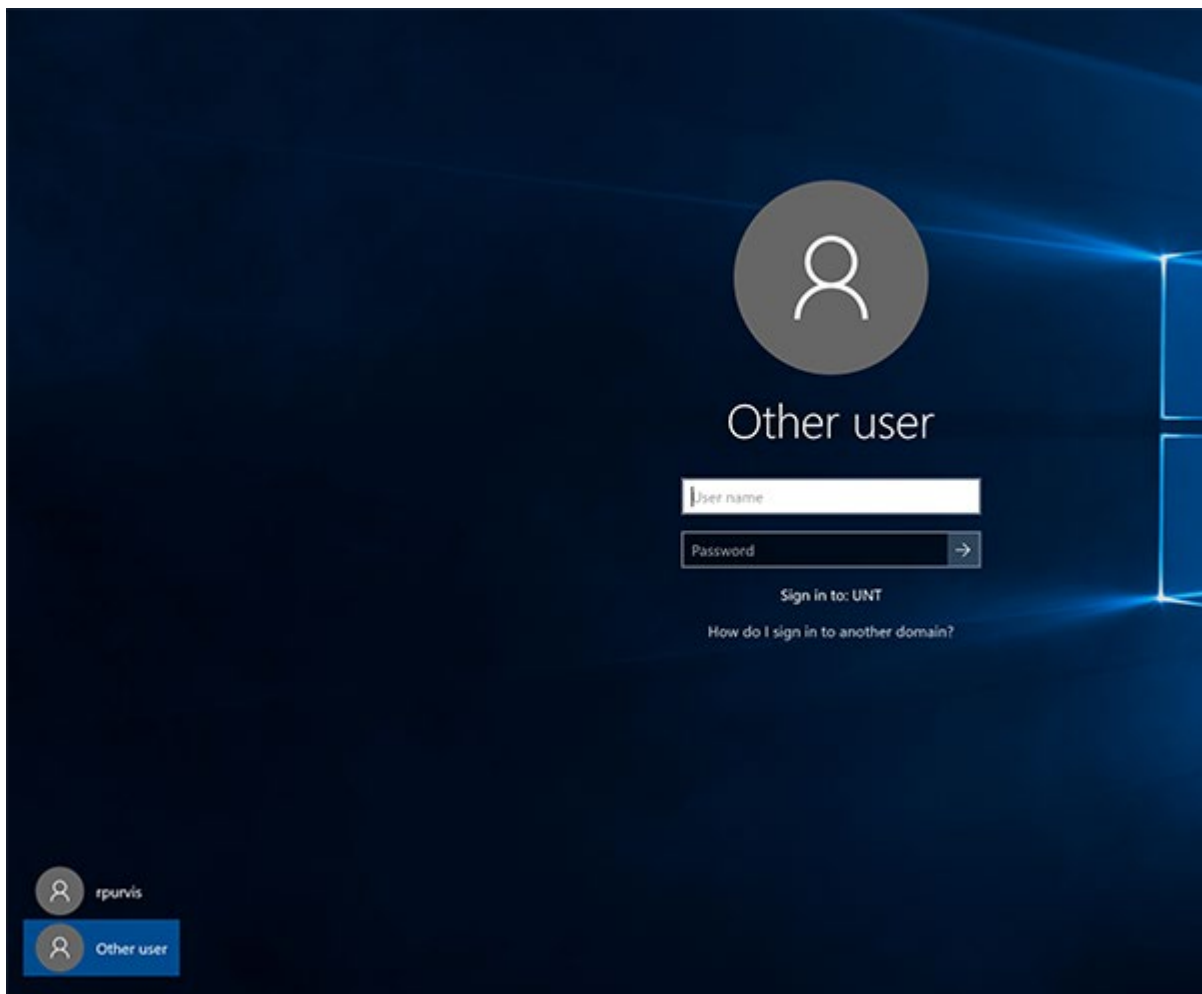 Other user
User name
Password
Sign in to: UNT
How do I sign in to another domain?
rpurvis
Other user